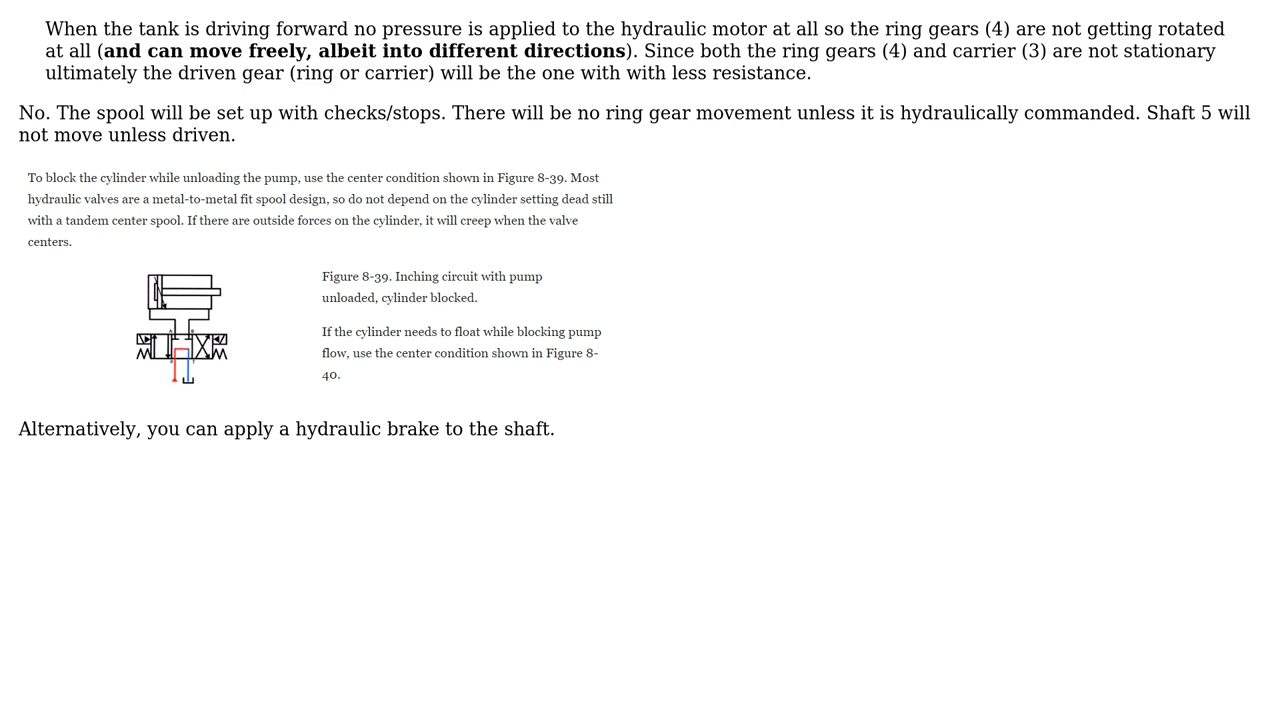 When the tank is driving forward no pressure is applied to the hydraulic motor at all so the ring gears (4) are not getting rotated
at all (and can move freely, albeit into different directions). Since both the ring gears (4) and carrier (3) are not stationary
ultimately the driven gear (ring or carrier) will be the one with with less resistance.
No. The spool will be set up with checks/stops. There will be no ring gear movement unless it is hydraulically commanded. Shaft 5 will
not move unless driven.
To block the cylinder while unloading the pump, use the center condition shown in Figure 8-39. Most
hydraulic valves are a metal-to-metal fit spool design, so do not depend on the cylinder setting dead still
with a tandem center spool. If there are outside forces on the cylinder, it will creep when the valve
centers.
Figure 8-39. Inching circuit with pump
unloaded, cylinder blocked.
If the cylinder needs to float while blocking pump
flow, use the center condition shown in Figure 8-
40.
Alternatively, you can apply a hydraulic brake to the shaft.